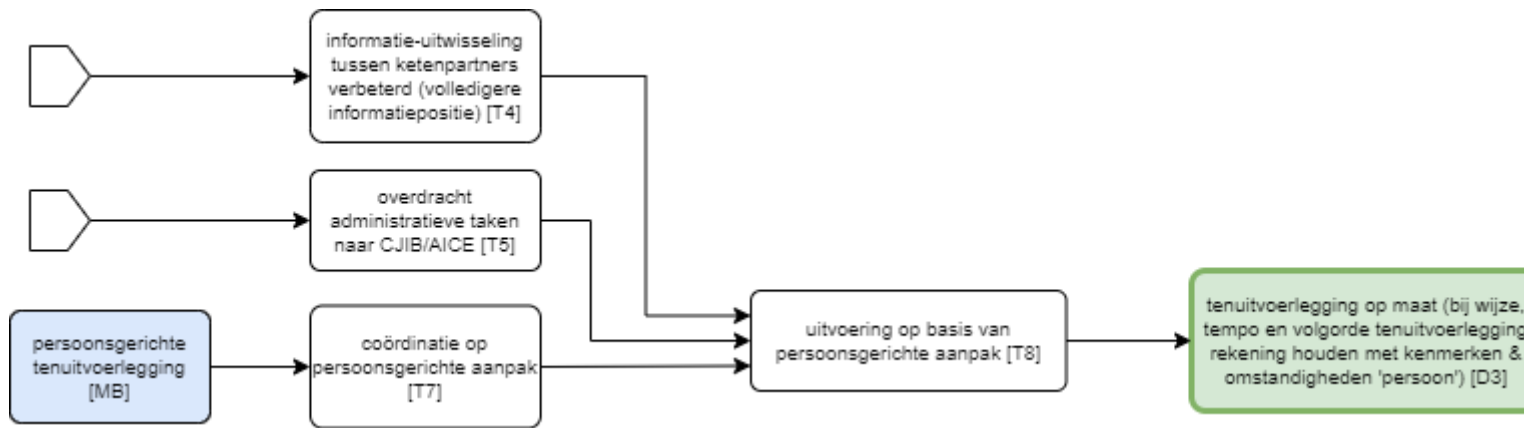 informatie-uitwisseling
tussen ketenpartners
verbeterd (volledigere
informatiepositie) [T4]
overdracht
administratieve taken
naar CJIB/AICE [T5]
persoonsgerichte
tenuitvoerlegging
[MB]
coördinatie op
persoonsgerichte aanpak
[T7]
uitvoering op basis van
persoonsgerichte aanpak [T8]
tenuitvoerlegging op maat (bij wijze,
tempo en volgorde tenuitvoerlegging
rekening houden met kenmerken &
omstandigheden 'persoon') [D3]